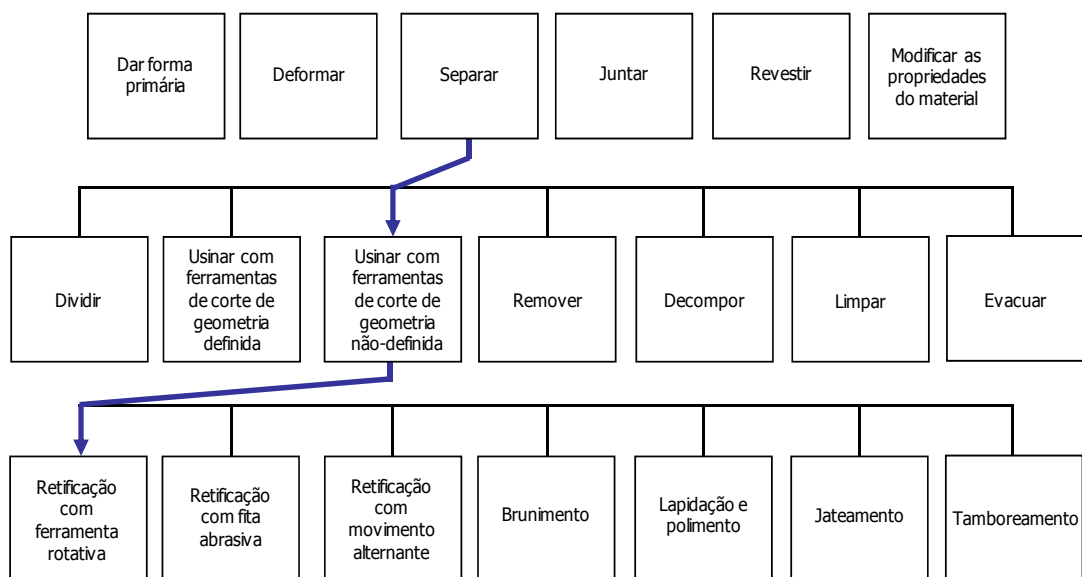 Dar forma
primária
Deformar
Separar
Juntar
Revestir
Modificar as
propriedades
do material
Dividir
Usinar com
ferramentas
de corte de
geometria
definida
Usinar com
ferramentas
de corte de
geometria
não-definida
Remover
Decompor
Limpar
Evacuar
Retificação
com
ferramenta
rotativa
Retificação
com fita
abrasiva
Retificação
com
movimento
alternante
Brunimento
Lapidação e
polimento
Jateamento
Tamboreamento